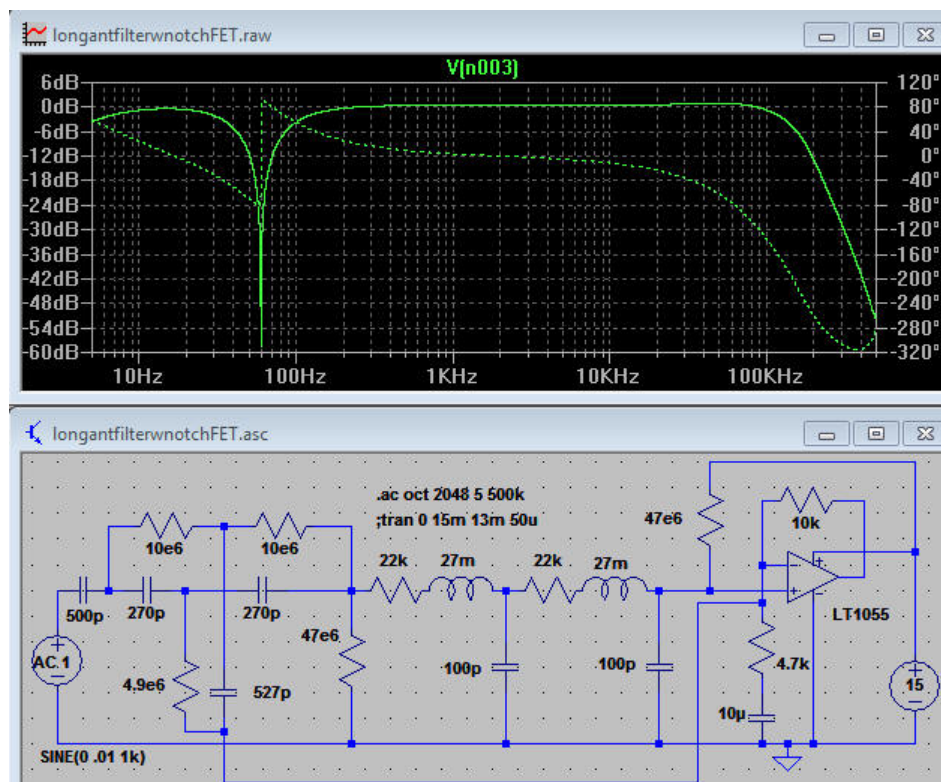 longantfilterwnotchFET.raw
V(n003)
6dB
0dB
-6dB
-12dB
-18dB
-24dB
-30dB
-36dB
-42dB
-48dB
-54dB
-60dB
120°
80°
40°
0°
-40°
-80°
-120°
-160°
-200°
-240°
-280°
-320°
10Hz 100Hz 1KHz 10KHz 100KHz
longantfilterwnotchFET.asc
.ac oct 2048 5 500k
;tran 0 15m 13m 50u
47e6
10k
10e6
10e6
22k
27m
22k
27m
500p
270p
270p
LT1055
AC 1
4.9e6
527p
47e6
100p
100p
4.7k
15
10µ
SINE(0 .01 1k)